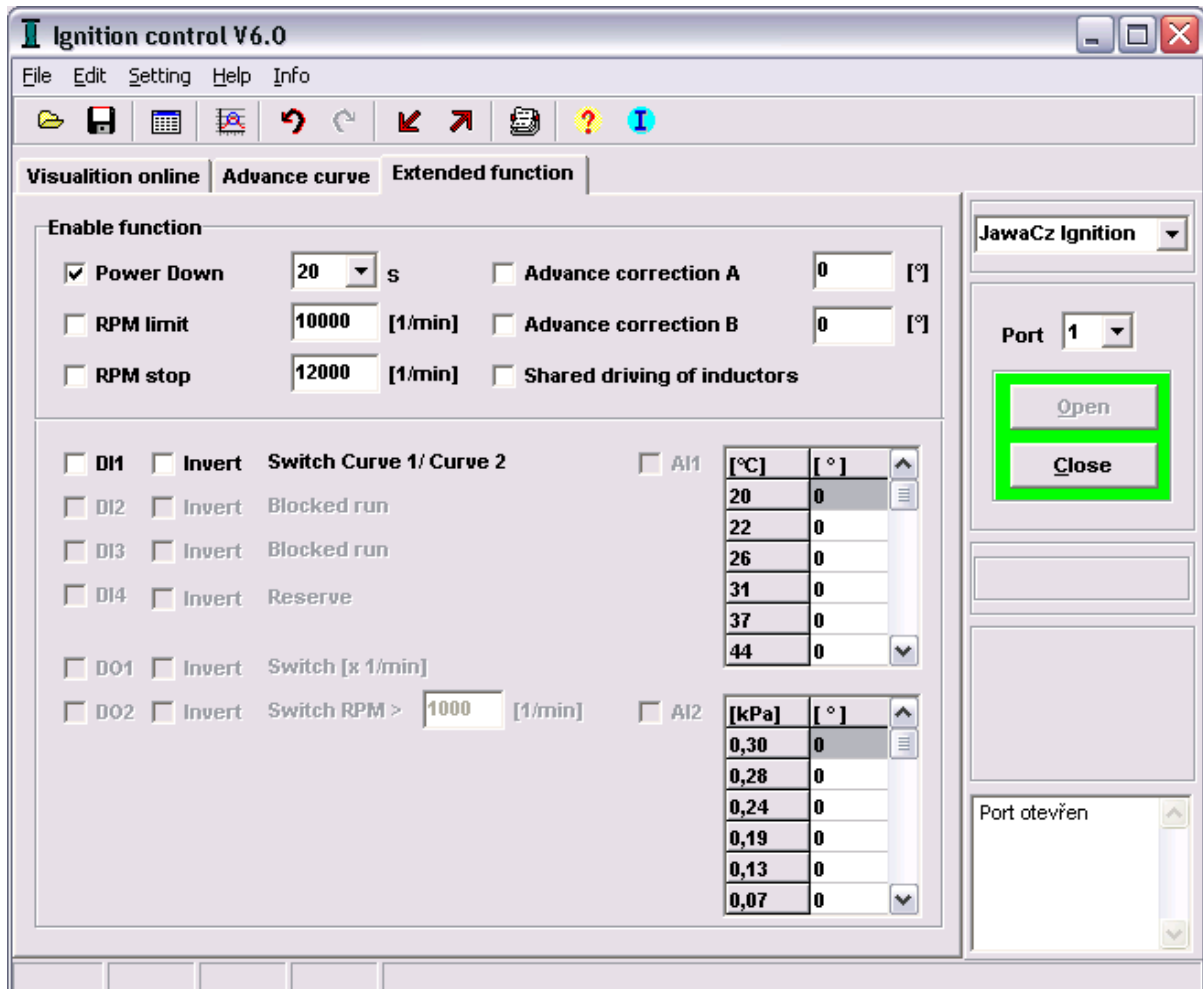 Ignition control V6.0
File Edit Setting Help Info
Visualition online Advance curve Extended function
Enable function
Power Down 20 s Advance correction A 0 [°]
RPM limit 10000 [1/min] Advance correction B 0 [°]
RPM stop 12000 [1/min] Shared driving of inductors
DI1 Invert Switch Curve 1/ Curve 2 AI1
DI2 Invert Blocked run
DI3 Invert Blocked run
DI4 Invert Reserve
DO1 Invert Switch [x 1/min]
DO2 Invert Switch RPM > 1000 [1/min] AI2
[°C] [ ° ]
20 0
22 0
26 0
31 0
37 0
44 0
[kPa] [ ° ]
0,30 0
0,28 0
0,24 0
0,19 0
0,13 0
0,07 0
JawaCz Ignition
Port 1
Open
Close
Port otevřen